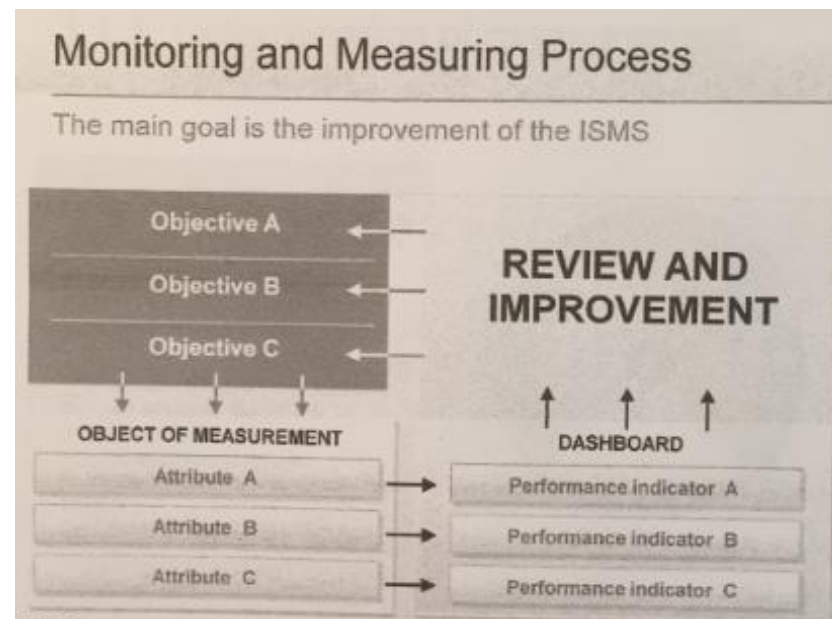 Monitoring and Measuring Process
The main goal is the improvement of the ISMS
Objective A
Objective B
Objective C
REVIEW AND
IMPROVEMENT
OBJECT OF MEASUREMENT
Attribute A
Attribute B
Attribute C
DASHBOARD
Performance indicator A
Performance indicator B
Performance indicator C